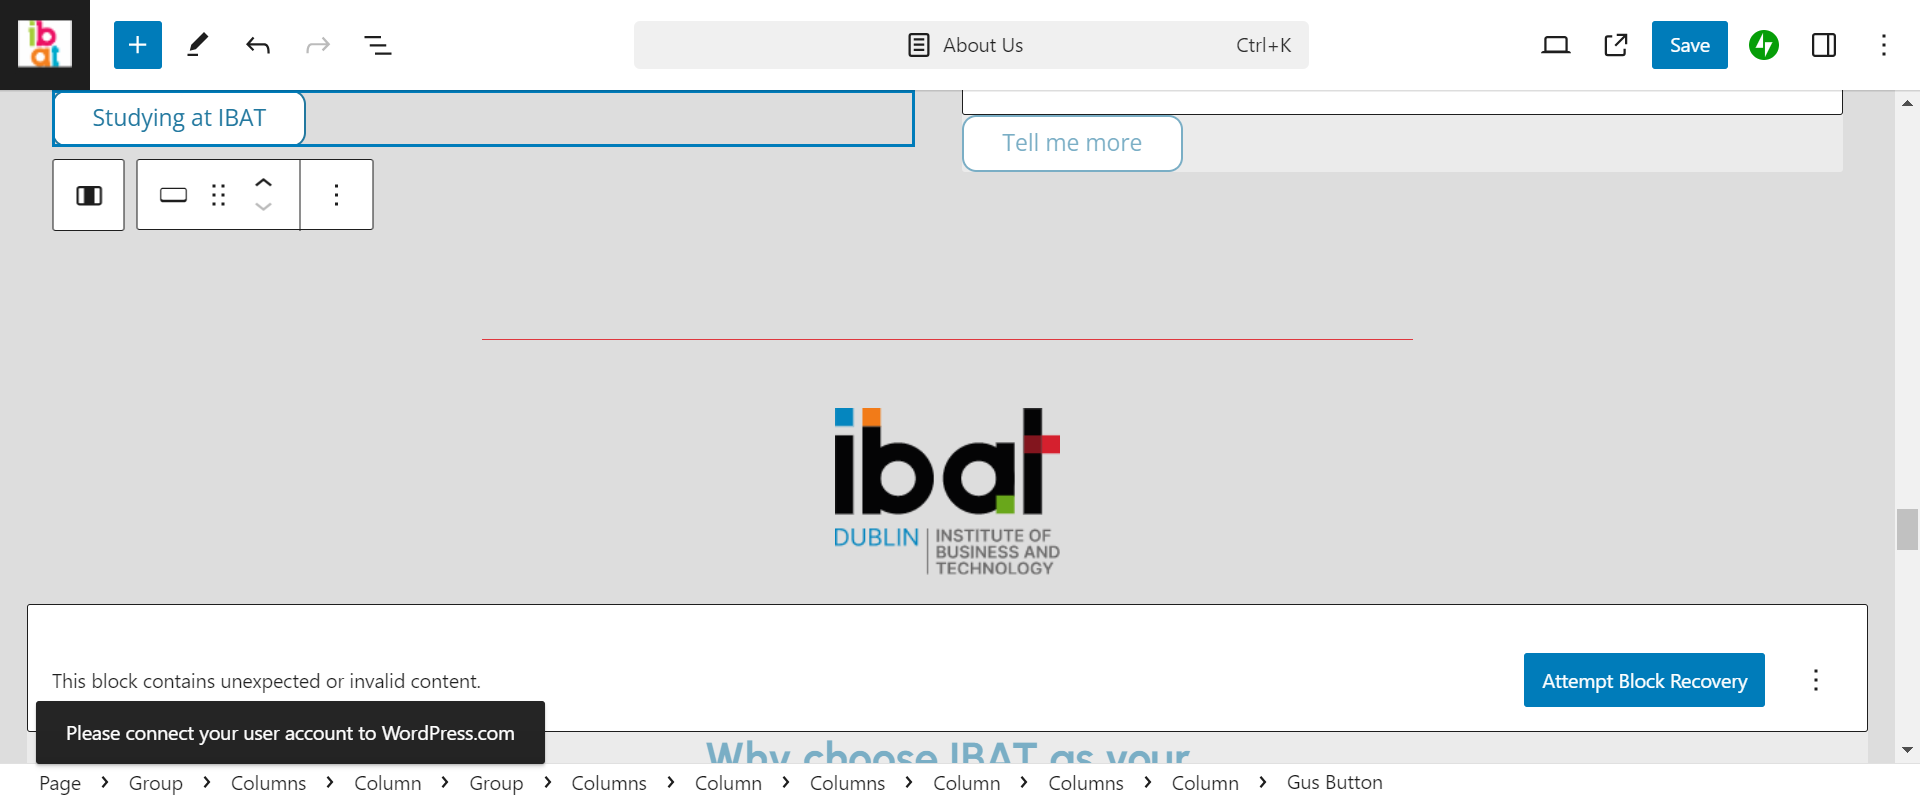 ib
at
About Us
Ctrl+K
Save
Studying at IBAT
Tell me more
ibat
DUBLIN
INSTITUTE OF
BUSINESS AND
TECHNOLOGY
This block contains unexpected or invalid content.
Attempt Block Recovery
Please connect your user account to WordPress.com
Why choose IBAT as your
Page > Group > Columns > Column > Group > Columns > Column > Columns > Column > Columns > Column > Gus Button